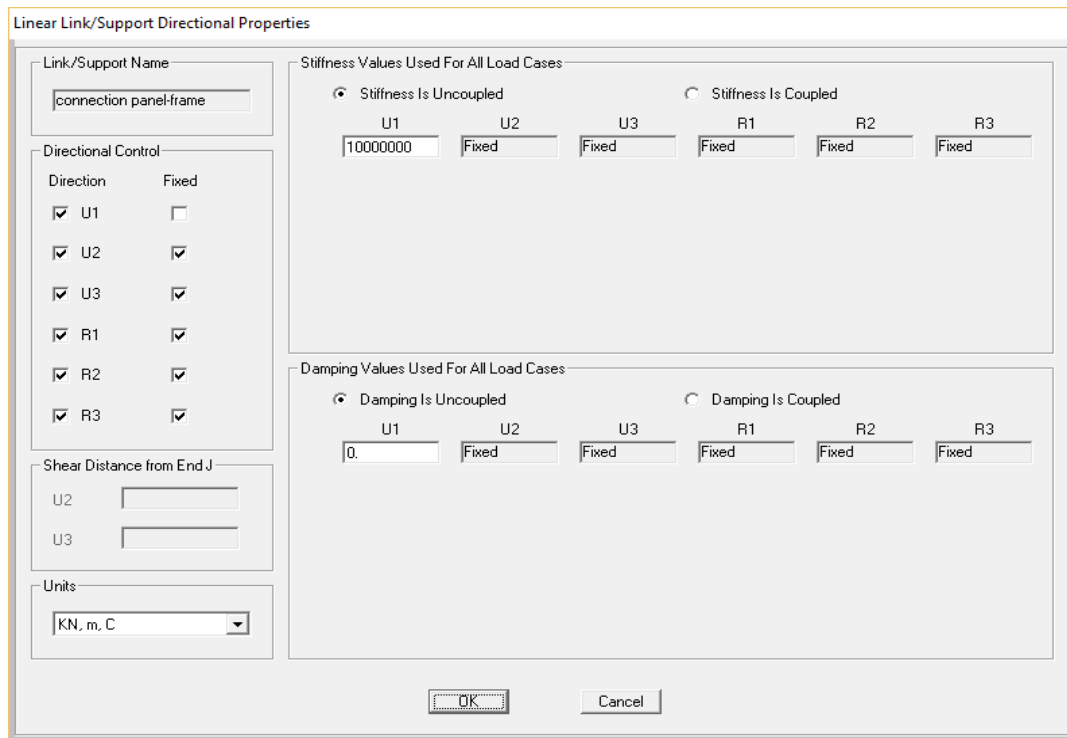 Linear Link/Support Directional Properties
Link/Support Name
connection panel-frame
Directional Control
Direction Fixed
U1
U2
U3
R1
R2
R3
Shear Distance from End J
U2
U3
Units
KN, m, C
Stiffness Values Used For All Load Cases
Stiffness Is Uncoupled Stiffness Is Coupled
U1 U2 U3 R1 R2 R3
10000000 Fixed Fixed Fixed Fixed Fixed
Damping Values Used For All Load Cases
Damping Is Uncoupled Damping Is Coupled
U1 U2 U3 R1 R2 R3
0. Fixed Fixed Fixed Fixed Fixed
OK Cancel